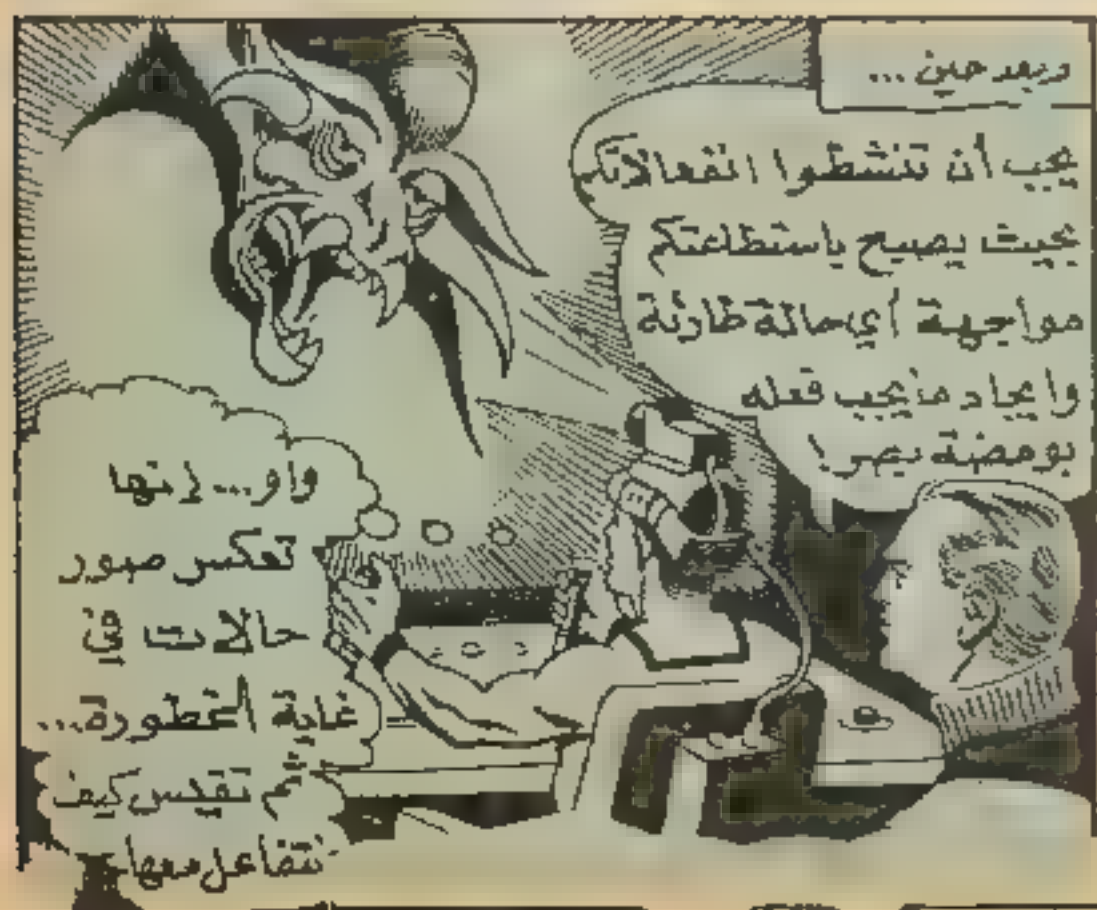 وبعد حين ...
يجب أن تنشطوا انفعالاتكم
بحيث يصبح باستطاعتكم
مواجهة أي حالة طارئة
وايجاد ما يجب فعله
بومضة بصر!
واو... إنها
تعكس صور
حالات في
غاية الخطورة...
ثم تقيس كيف
نتفاعل معها